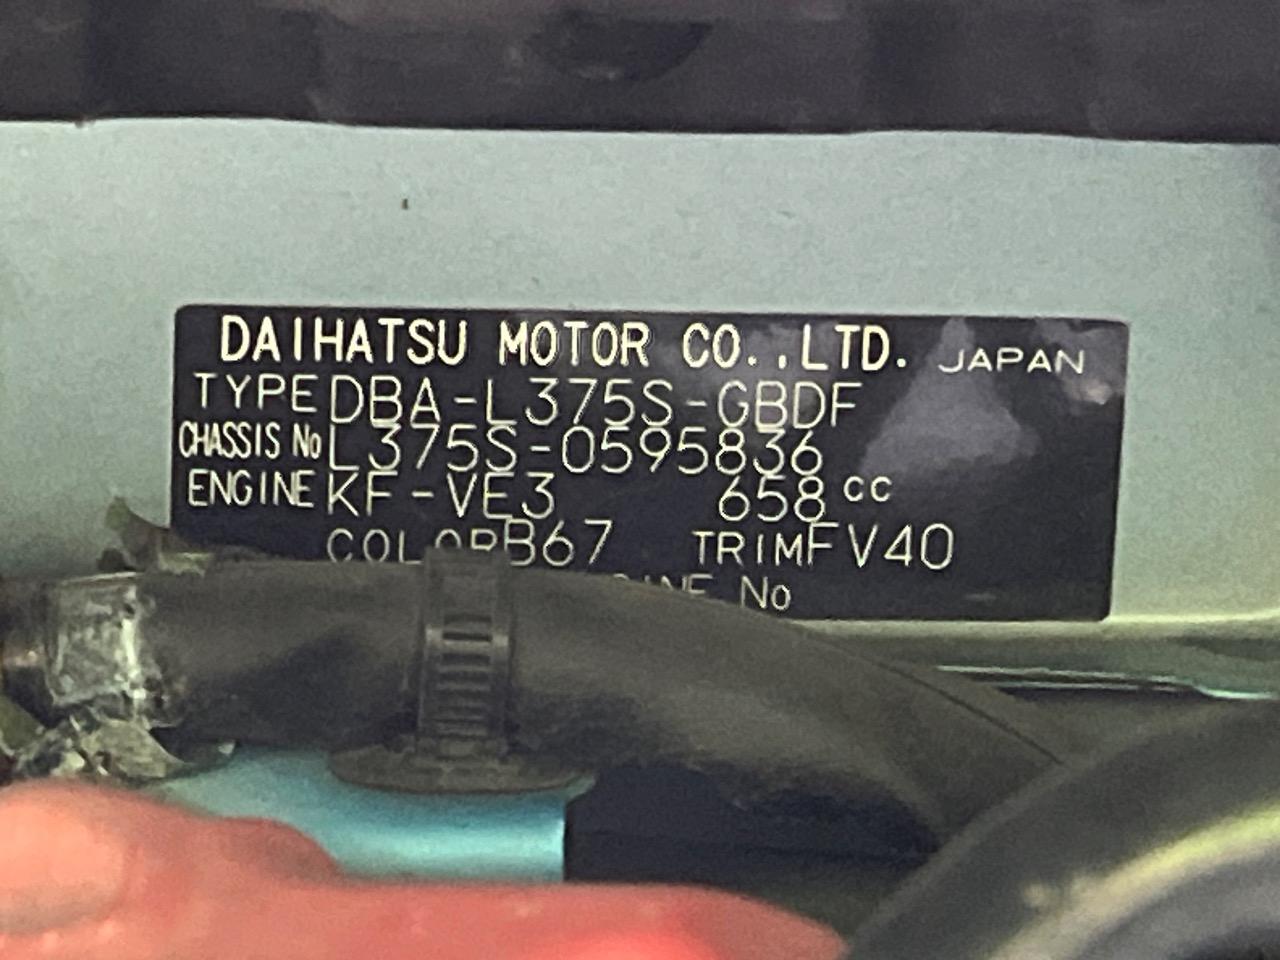 DAIHATSU MOTOR CO.,LTD. JAPAN
TYPE DBA-L375S-GBDF
CHASSIS No L375S-0595836
ENGINE KF-VE3 658 cc
COLOR B67 TRIM FV40
No